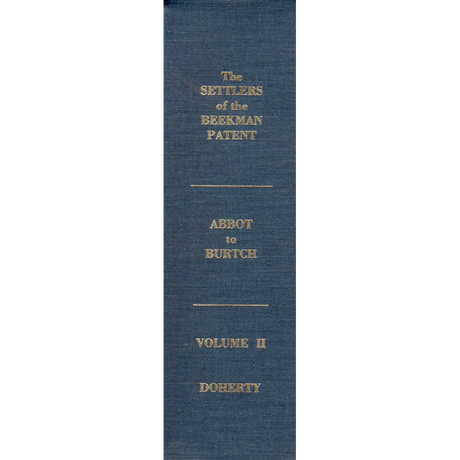 The
SETTLERS
of the
BEEKMAN
PATENT
ABBOT
to
BURTCH
VOLUME II
DOHERTY